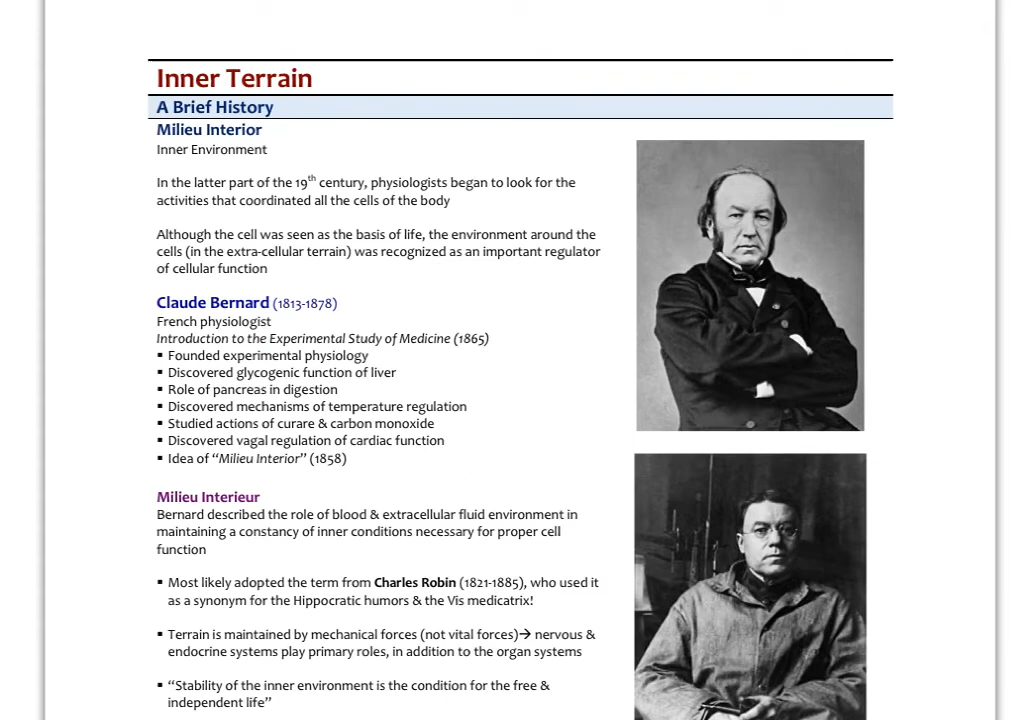 Inner Terrain
A Brief History
Milieu Interior
Inner Environment
In the latter part of the 19th century, physiologists began to look for the
activities that coordinated all the cells of the body
Although the cell was seen as the basis of life, the environment around the
cells (in the extra-cellular terrain) was recognized as an important regulator
of cellular function
Claude Bernard (1813-1878)
French physiologist
Introduction to the Experimental Study of Medicine (1865)
▪ Founded experimental physiology
▪ Discovered glycogenic function of liver
▪ Role of pancreas in digestion
▪ Discovered mechanisms of temperature regulation
▪ Studied actions of curare & carbon monoxide
▪ Discovered vagal regulation of cardiac function
▪ Idea of “Milieu Interior” (1858)
Milieu Interieur
Bernard described the role of blood & extracellular fluid environment in
maintaining a constancy of inner conditions necessary for proper cell
function
▪ Most likely adopted the term from Charles Robin (1821-1885), who used it
as a synonym for the Hippocratic humors & the Vis medicatrix!
▪ Terrain is maintained by mechanical forces (not vital forces)→ nervous &
endocrine systems play primary roles, in addition to the organ systems
▪ “Stability of the inner environment is the condition for the free &
independent life”